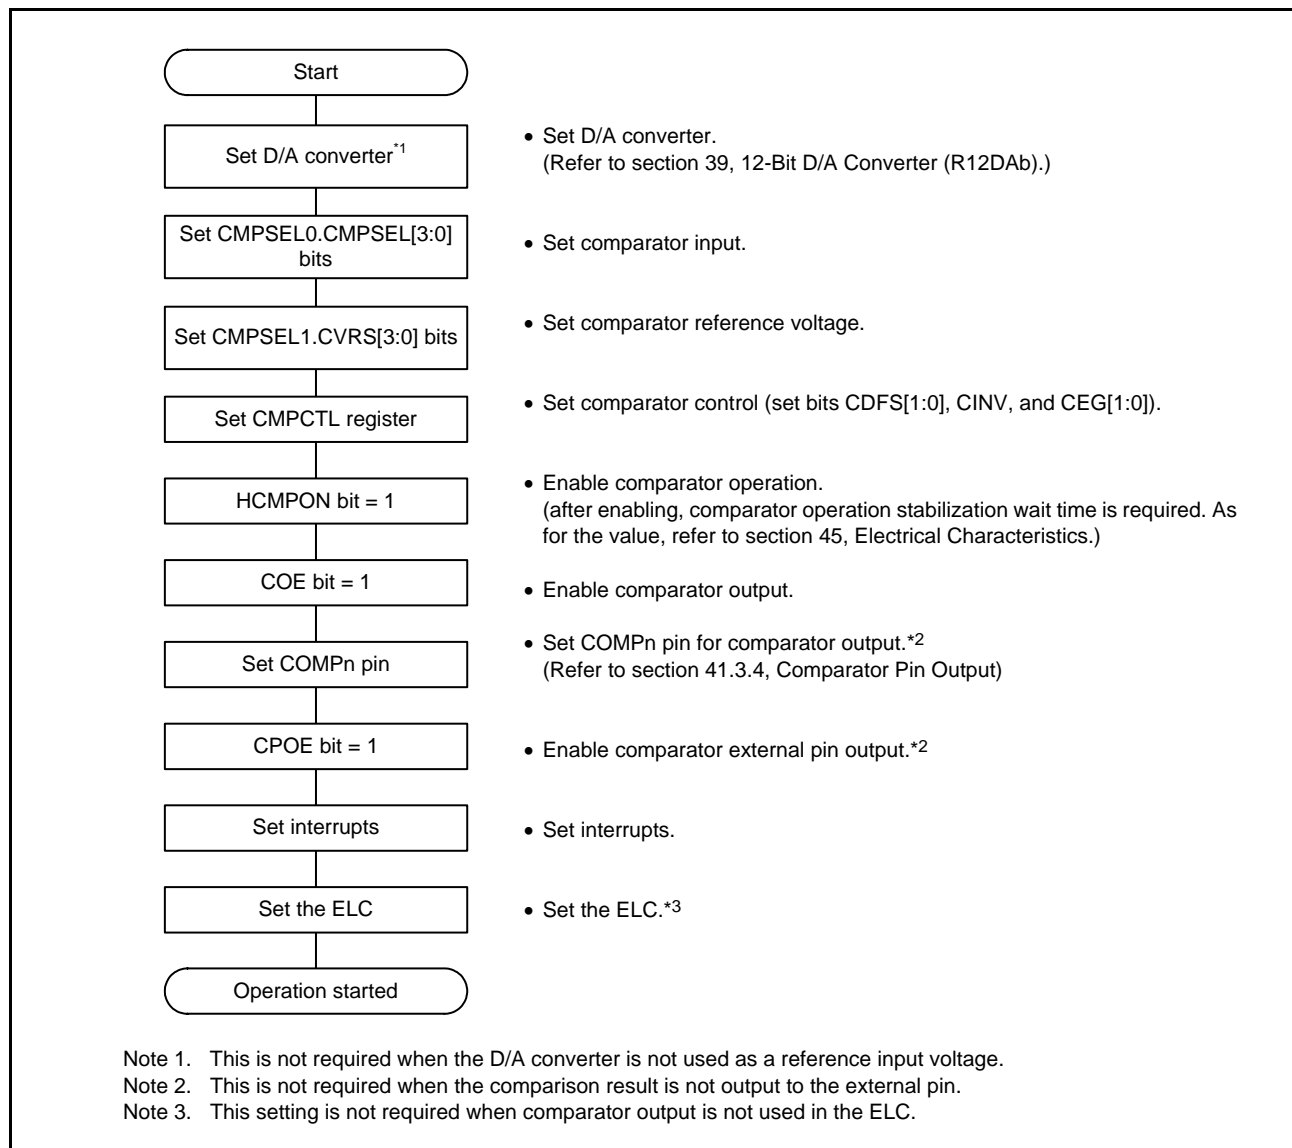 Start
Set D/A converter*1
• Set D/A converter.
(Refer to section 39, 12-Bit D/A Converter (R12DAb).)
Set CMPSEL0.CMPSEL[3:0]
bits
• Set comparator input.
Set CMPSEL1.CVRS[3:0] bits
• Set comparator reference voltage.
Set CMPCTL register
• Set comparator control (set bits CDFS[1:0], CINV, and CEG[1:0]).
HCMPON bit = 1
• Enable comparator operation.
(after enabling, comparator operation stabilization wait time is required. As
for the value, refer to section 45, Electrical Characteristics.)
COE bit = 1
• Enable comparator output.
Set COMPn pin
• Set COMPn pin for comparator output.*2
(Refer to section 41.3.4, Comparator Pin Output)
CPOE bit = 1
• Enable comparator external pin output.*2
Set interrupts
• Set interrupts.
Set the ELC
• Set the ELC.*3
Operation started
Note 1. This is not required when the D/A converter is not used as a reference input voltage.
Note 2. This is not required when the comparison result is not output to the external pin.
Note 3. This setting is not required when comparator output is not used in the ELC.